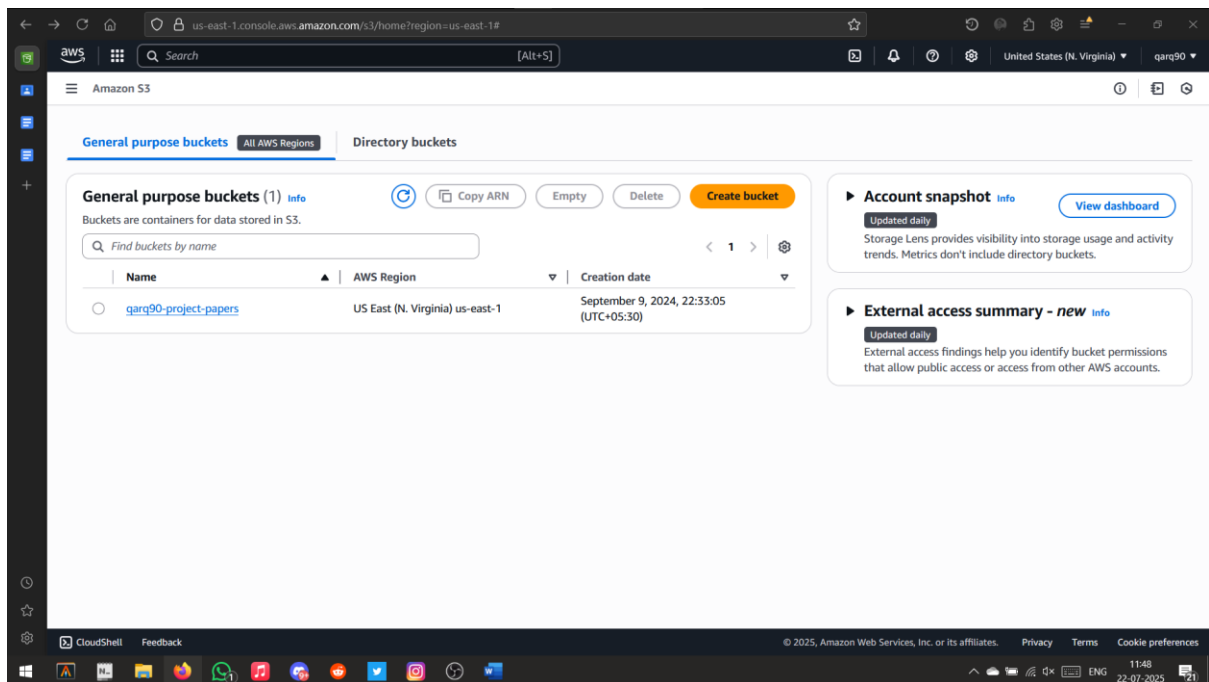 us-east-1.console.aws.amazon.com/s3/home?region=us-east-1#
aws
Search [Alt+S]
United States (N. Virginia) ▼ qarq90 ▼
Amazon S3
General purpose buckets All AWS Regions Directory buckets
General purpose buckets (1) Info
Copy ARN Empty Delete Create bucket
Buckets are containers for data stored in S3.
Find buckets by name
1
Name AWS Region Creation date
qarq90-project-papers US East (N. Virginia) us-east-1 September 9, 2024, 22:33:05
(UTC+05:30)
Account snapshot Info
View dashboard
Updated daily
Storage Lens provides visibility into storage usage and activity
trends. Metrics don't include directory buckets.
External access summary - new Info
Updated daily
External access findings help you identify bucket permissions
that allow public access or access from other AWS accounts.
CloudShell Feedback
© 2025, Amazon Web Services, Inc. or its affiliates. Privacy Terms Cookie preferences
ENG
11:48
22-07-2025
21